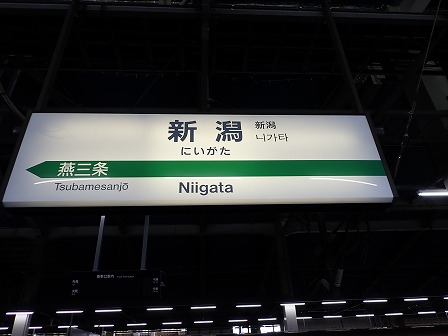 新潟
にいがた
新潟
니가타
燕三条
Tsubamesanjō
Niigata